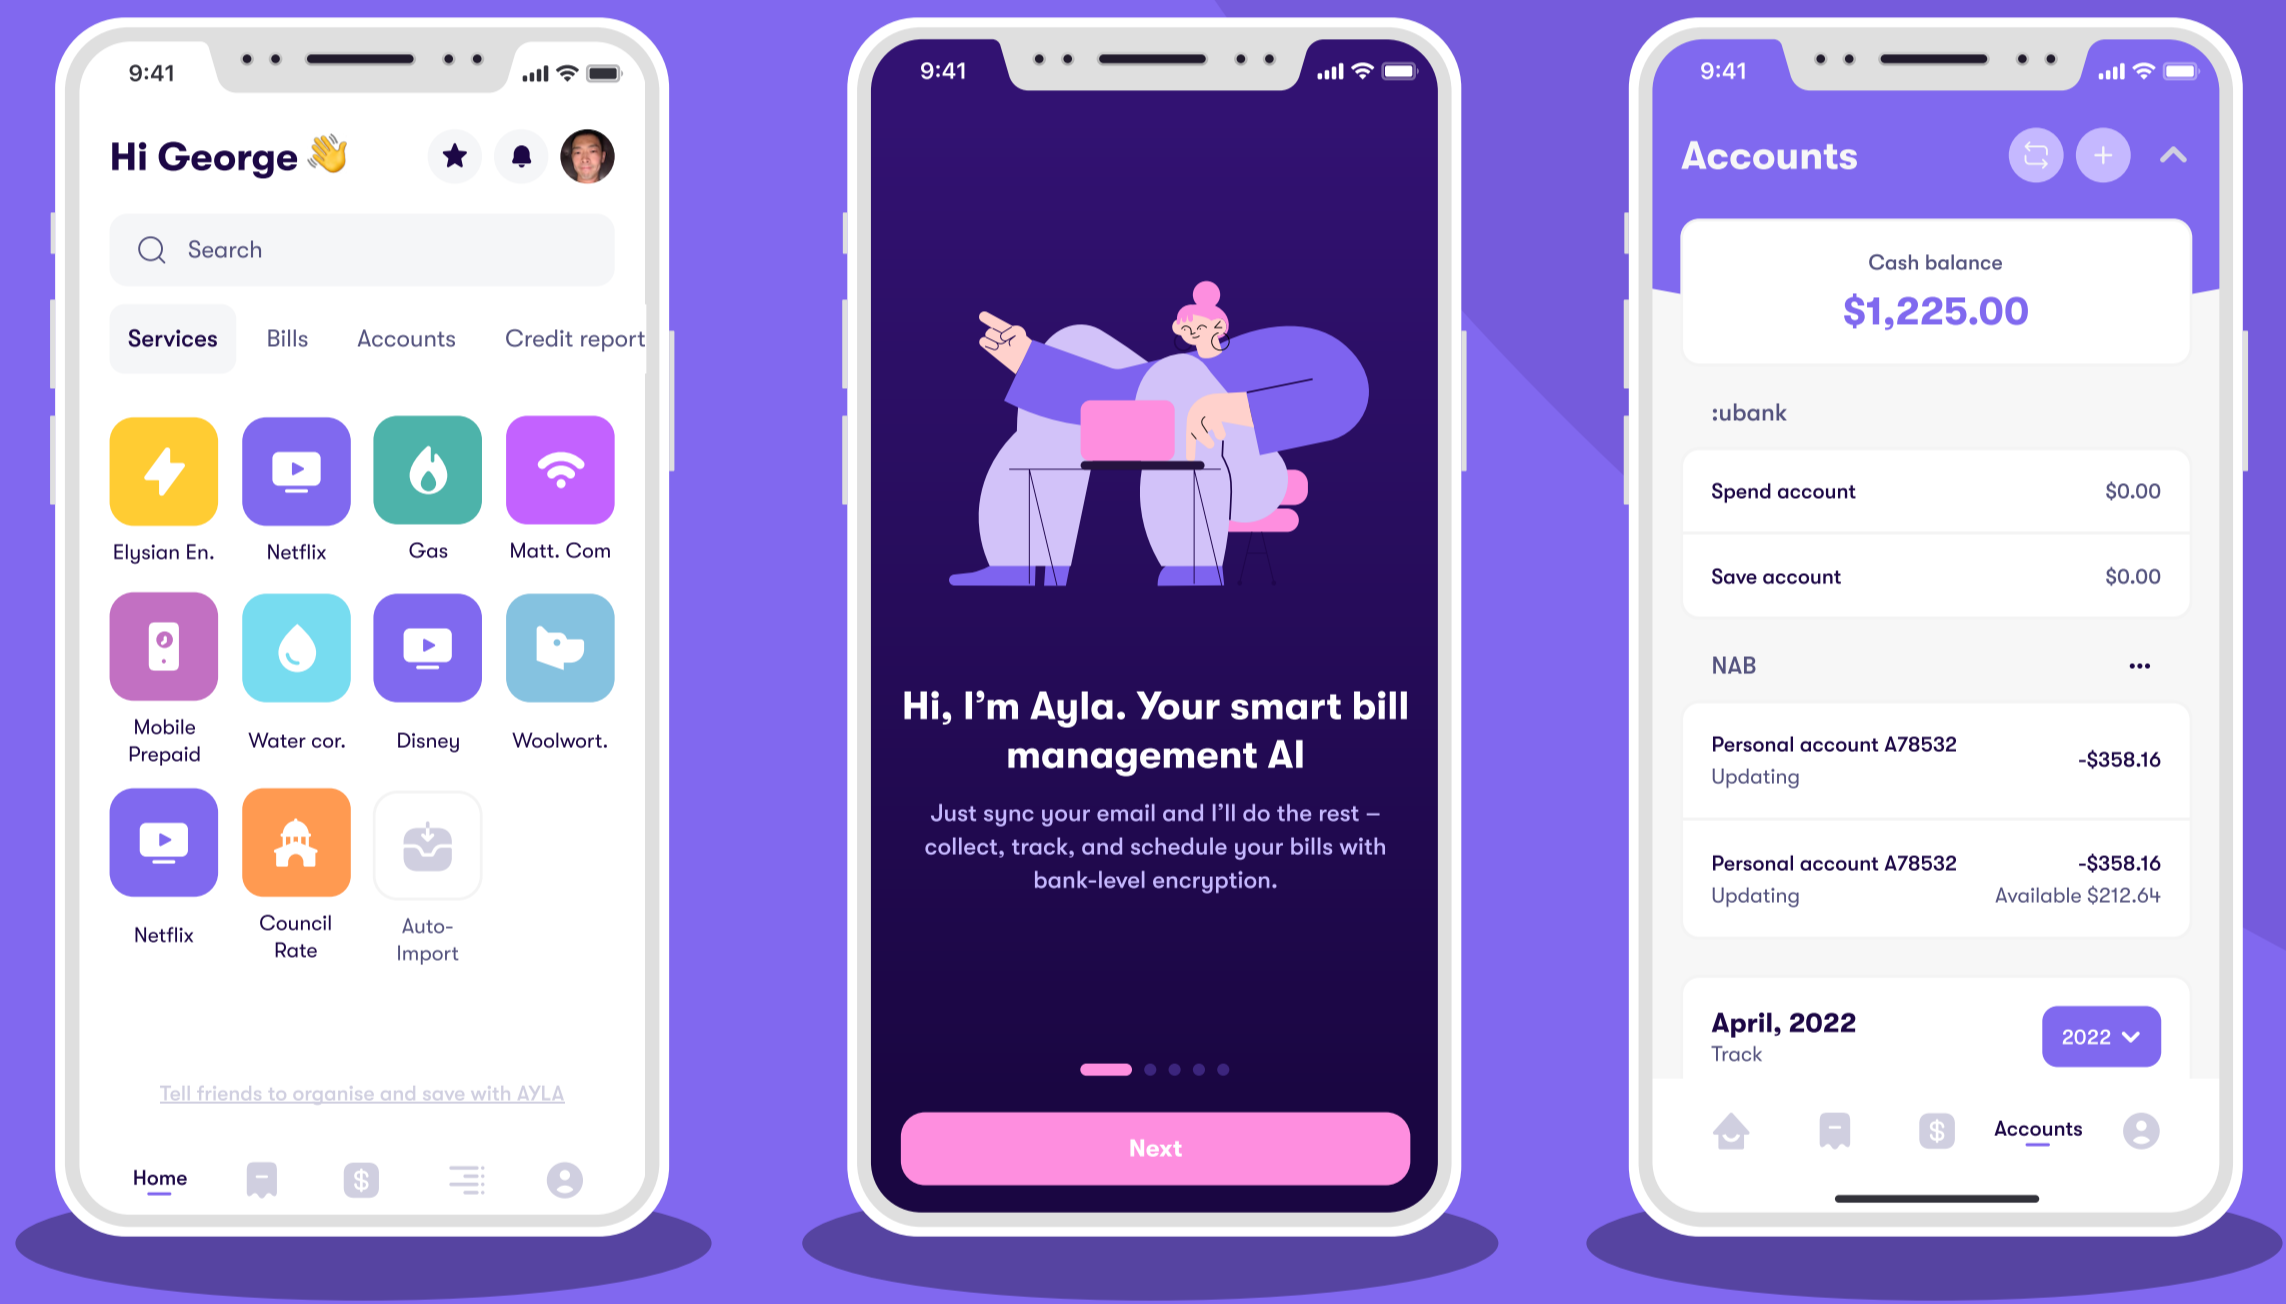 9:41
Hi George 👋
Search
Services
Bills
Accounts
Credit report
Elysian En.
Netflix
Gas
Matt. Com
Mobile
Prepaid
Water cor.
Disney
Woolwort.
Netflix
Council
Rate
Auto-
Import
Tell friends to organise and save with AYLA
Home
$
9:41
Hi, I'm Ayla. Your smart bill
management AI
Just sync your email and I'll do the rest –
collect, track, and schedule your bills with
bank-level encryption.
Next
9:41
Accounts
Cash balance
$1,225.00
:ubank
Spend account
$0.00
Save account
$0.00
NAB
Personal account A78532
-$358.16
Updating
Personal account A78532
-$358.16
Updating
Available $212.64
April, 2022
Track
2022
$
Accounts